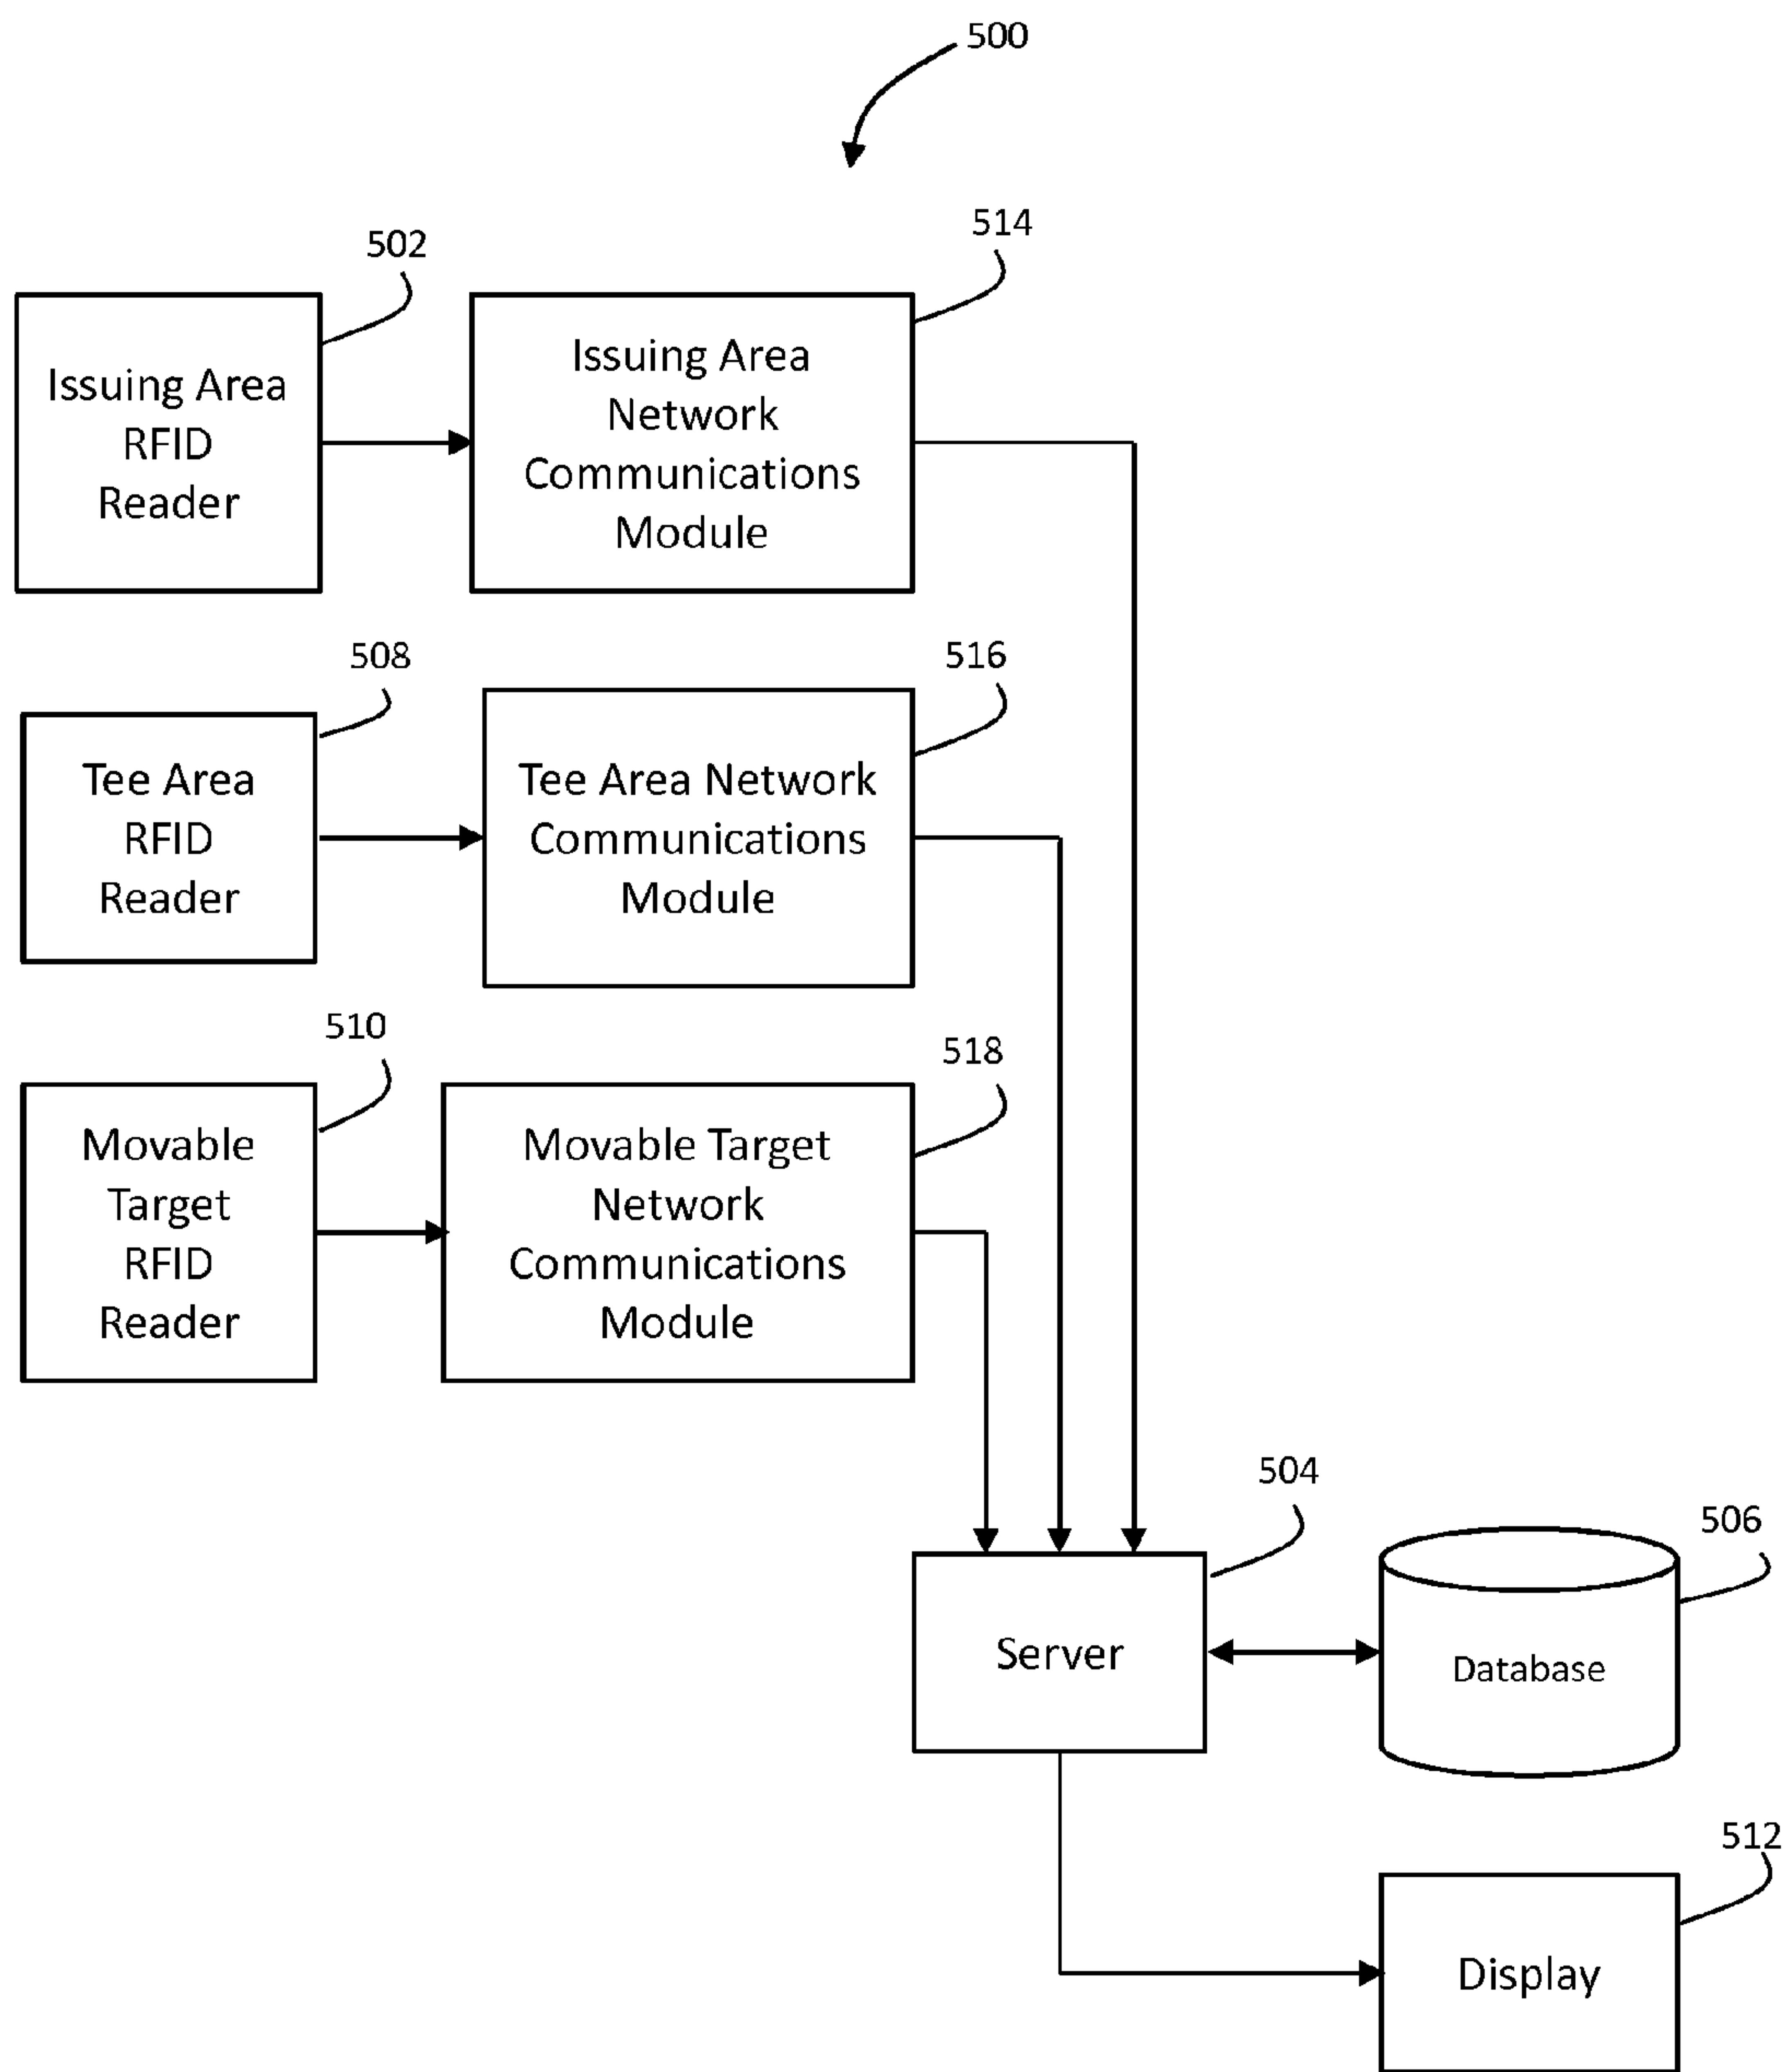 500
502
514
Issuing Area
RFID
Reader
Issuing Area
Network
Communications
Module
508
516
Tee Area
RFID
Reader
Tee Area Network
Communications
Module
510
518
Movable
Target
RFID
Reader
Movable Target
Network
Communications
Module
504
506
Server
Database
512
Display